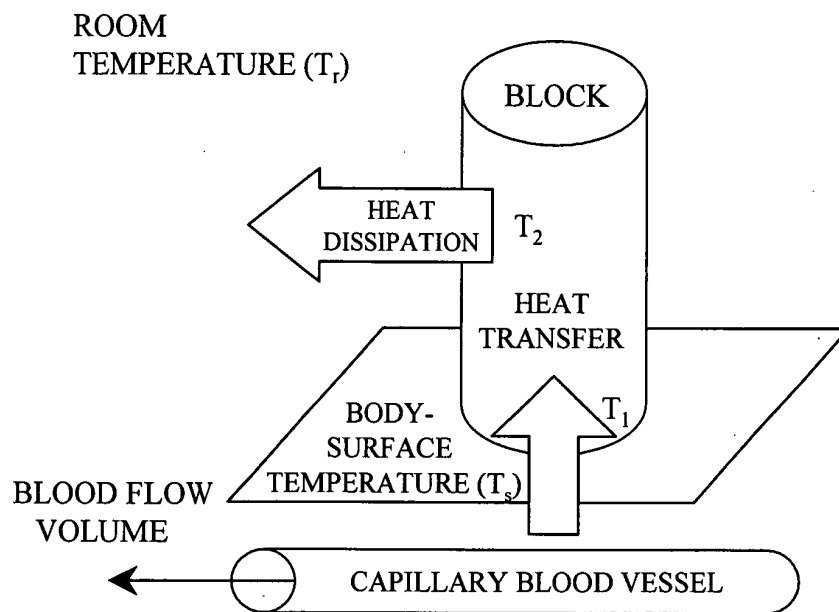 ROOM
TEMPERATURE (Tr)
BLOCK
HEAT
DISSIPATION
T2
HEAT
TRANSFER
T1
BODY-
SURFACE
TEMPERATURE (Ts)
BLOOD FLOW
VOLUME
CAPILLARY BLOOD VESSEL